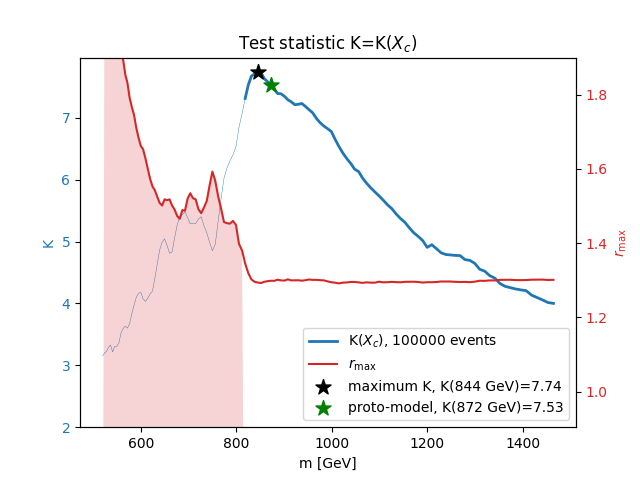 Test statistic K=K(X_c)
7
6
5
4
3
2
K
1.8
1.6
1.4
1.2
1.0
r_max
K(X_c), 100000 events
r_max
maximum K, K(844 GeV)=7.74
proto-model, K(872 GeV)=7.53
600 800 1000 1200 1400
m [GeV]